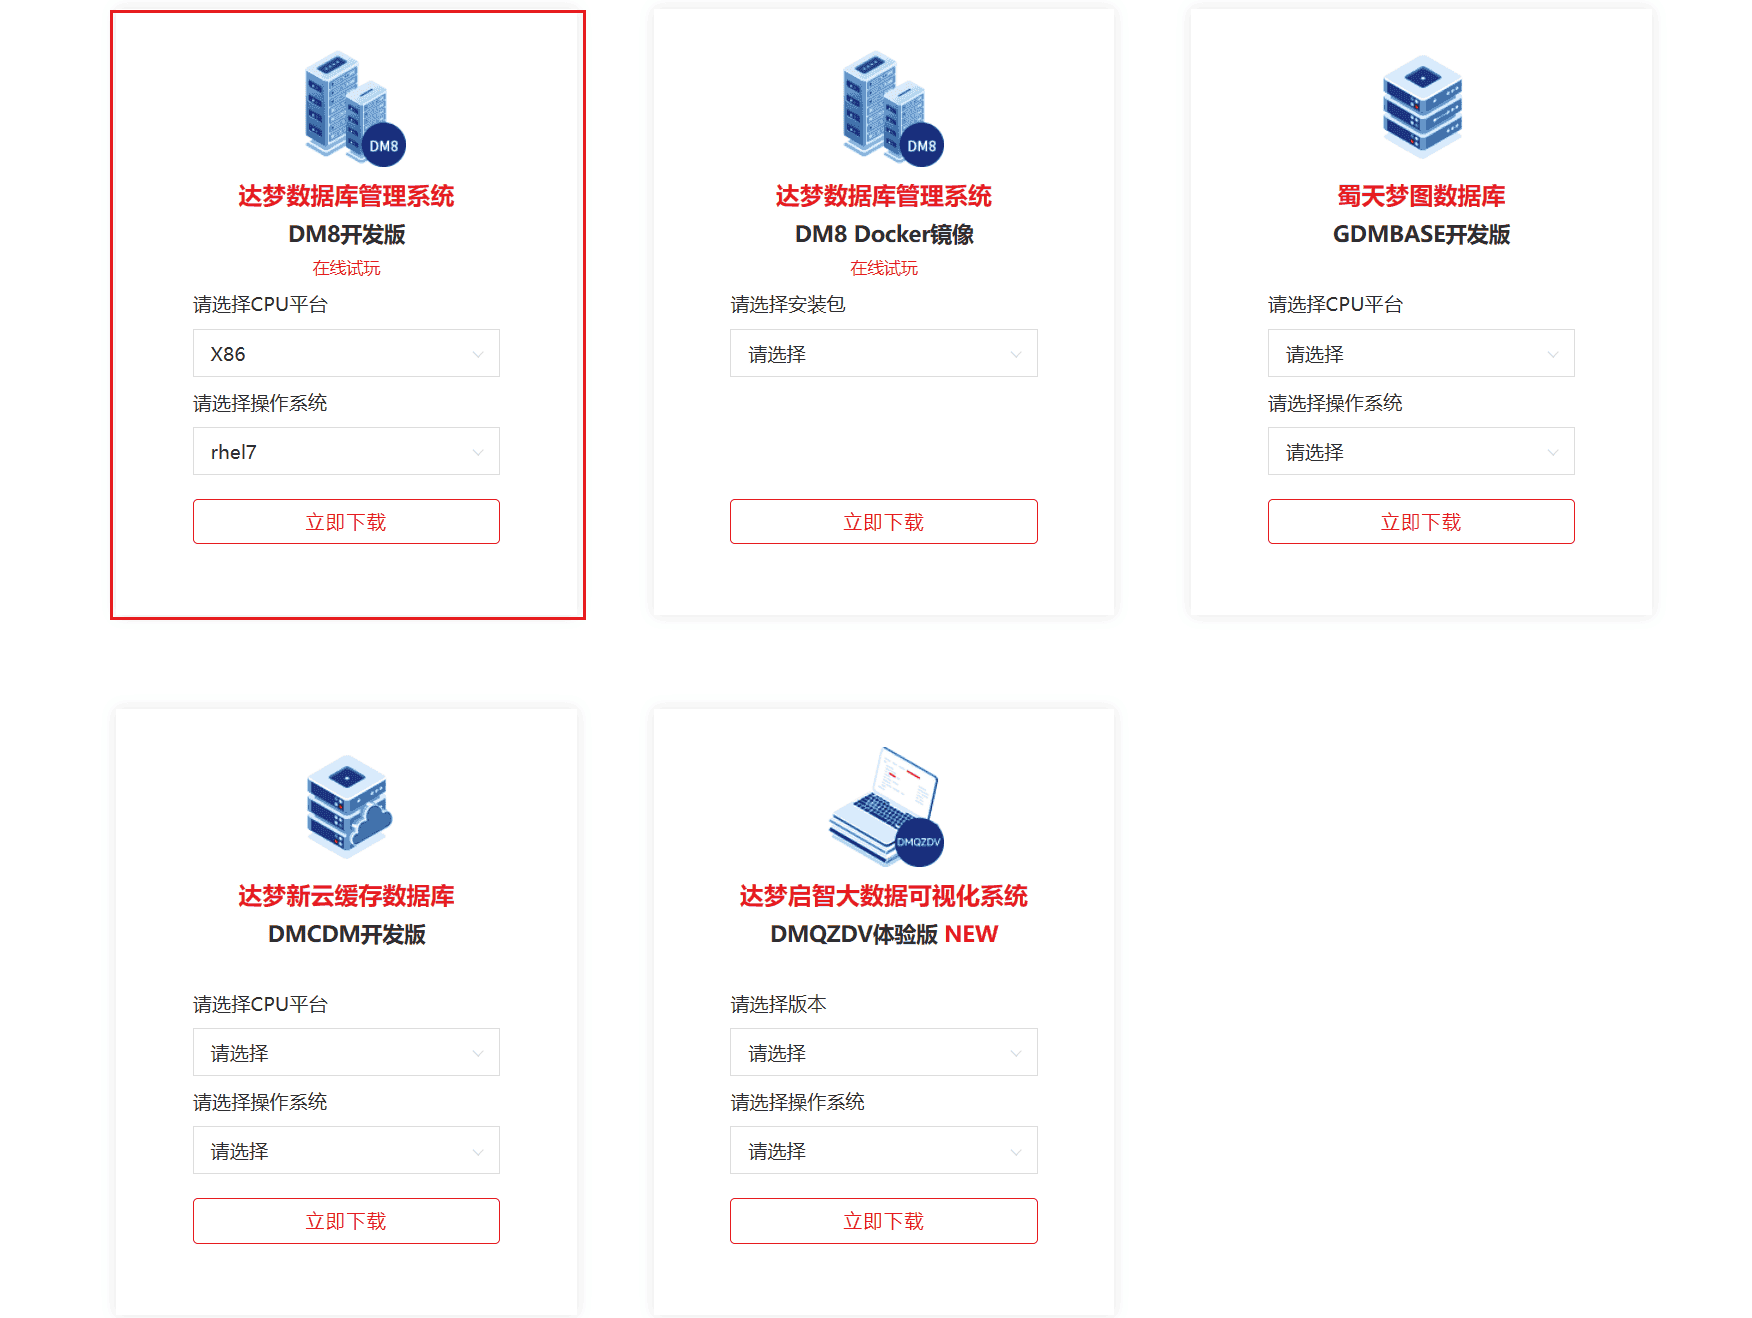 DM8
达梦数据库管理系统
DM8开发版
在线试玩
请选择CPU平台
X86
请选择操作系统
rhel7
立即下载
DM8
达梦数据库管理系统
DM8 Docker镜像
在线试玩
请选择安装包
请选择
立即下载
蜀天梦图数据库
GDMBASE开发版
请选择CPU平台
请选择
请选择操作系统
请选择
立即下载
达梦新云缓存数据库
DMCDM开发版
请选择CPU平台
请选择
请选择操作系统
请选择
立即下载
DMQZDV
达梦启智大数据可视化系统
DMQZDV体验版 NEW
请选择版本
请选择
请选择操作系统
请选择
立即下载